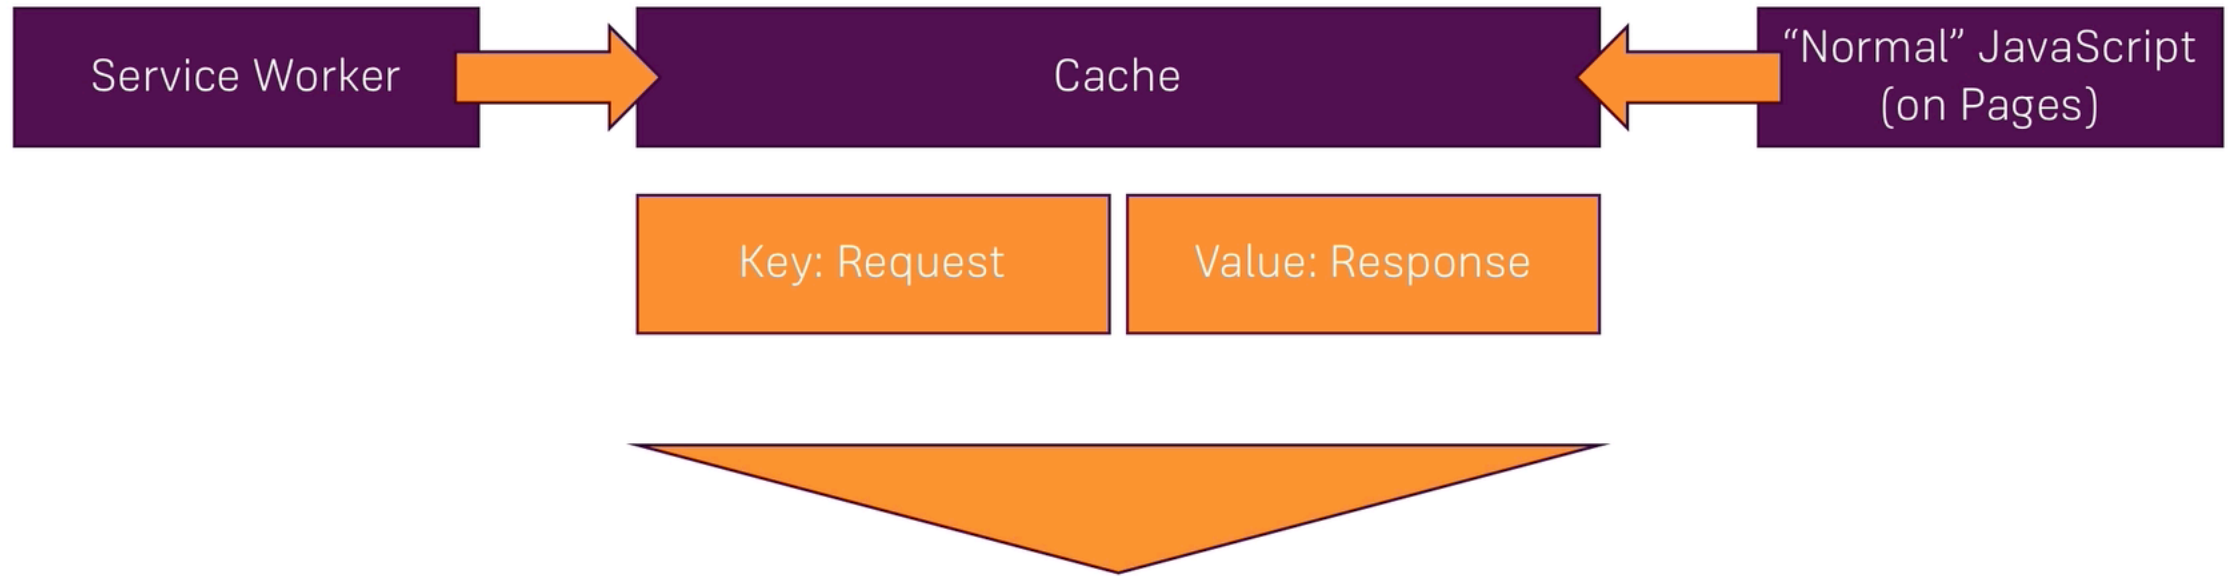 Service Worker
Cache
“Normal” JavaScript
(on Pages)
Key: Request
Value: Response